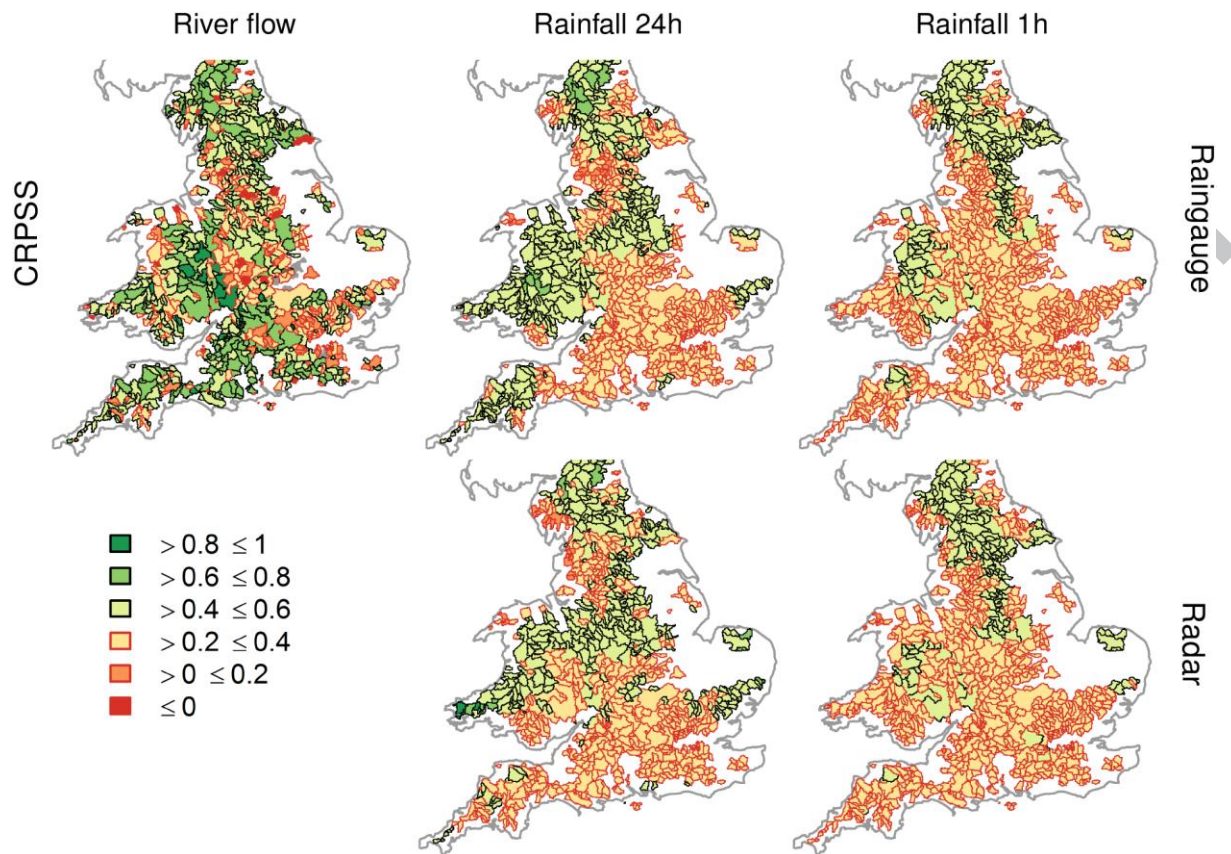 River flow
Rainfall 24h
Rainfall 1h
CRPSS
Raingauge
> 0.8 ≤ 1
> 0.6 ≤ 0.8
> 0.4 ≤ 0.6
> 0.2 ≤ 0.4
> 0 ≤ 0.2
≤ 0
Radar